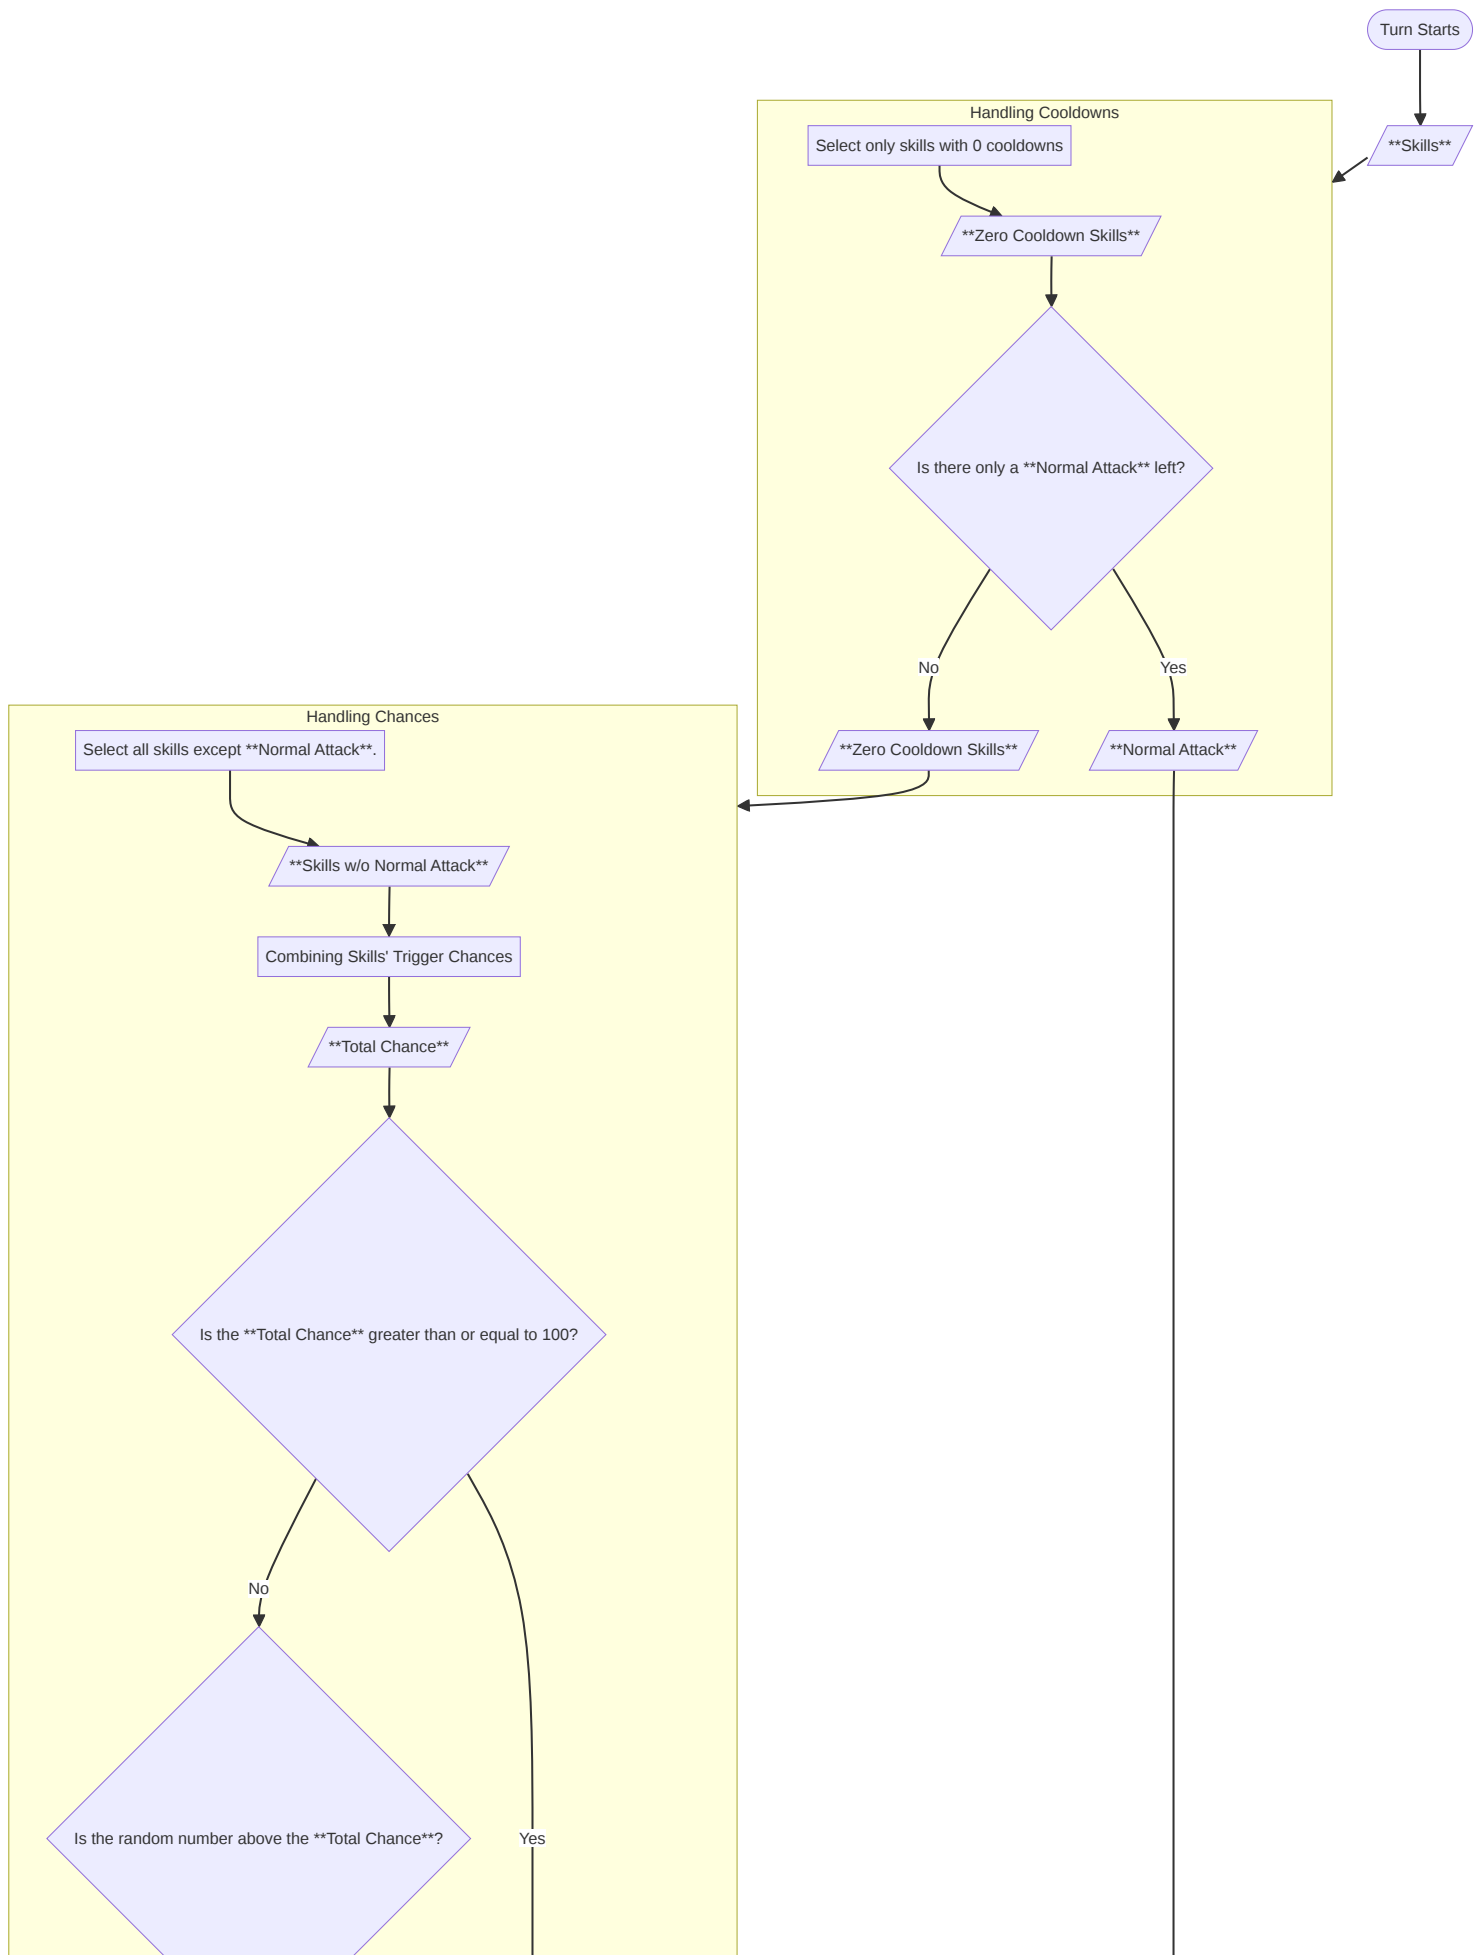 Turn Starts
**Skills**
Handling Cooldowns
Select only skills with 0 cooldowns
**Zero Cooldown Skills**
Is there only a **Normal Attack** left?
No
Yes
**Zero Cooldown Skills**
**Normal Attack**
Handling Chances
Select all skills except **Normal Attack**.
**Skills w/o Normal Attack**
Combining Skills' Trigger Chances
**Total Chance**
Is the **Total Chance** greater than or equal to 100?
No
Is the random number above the **Total Chance**?
Yes